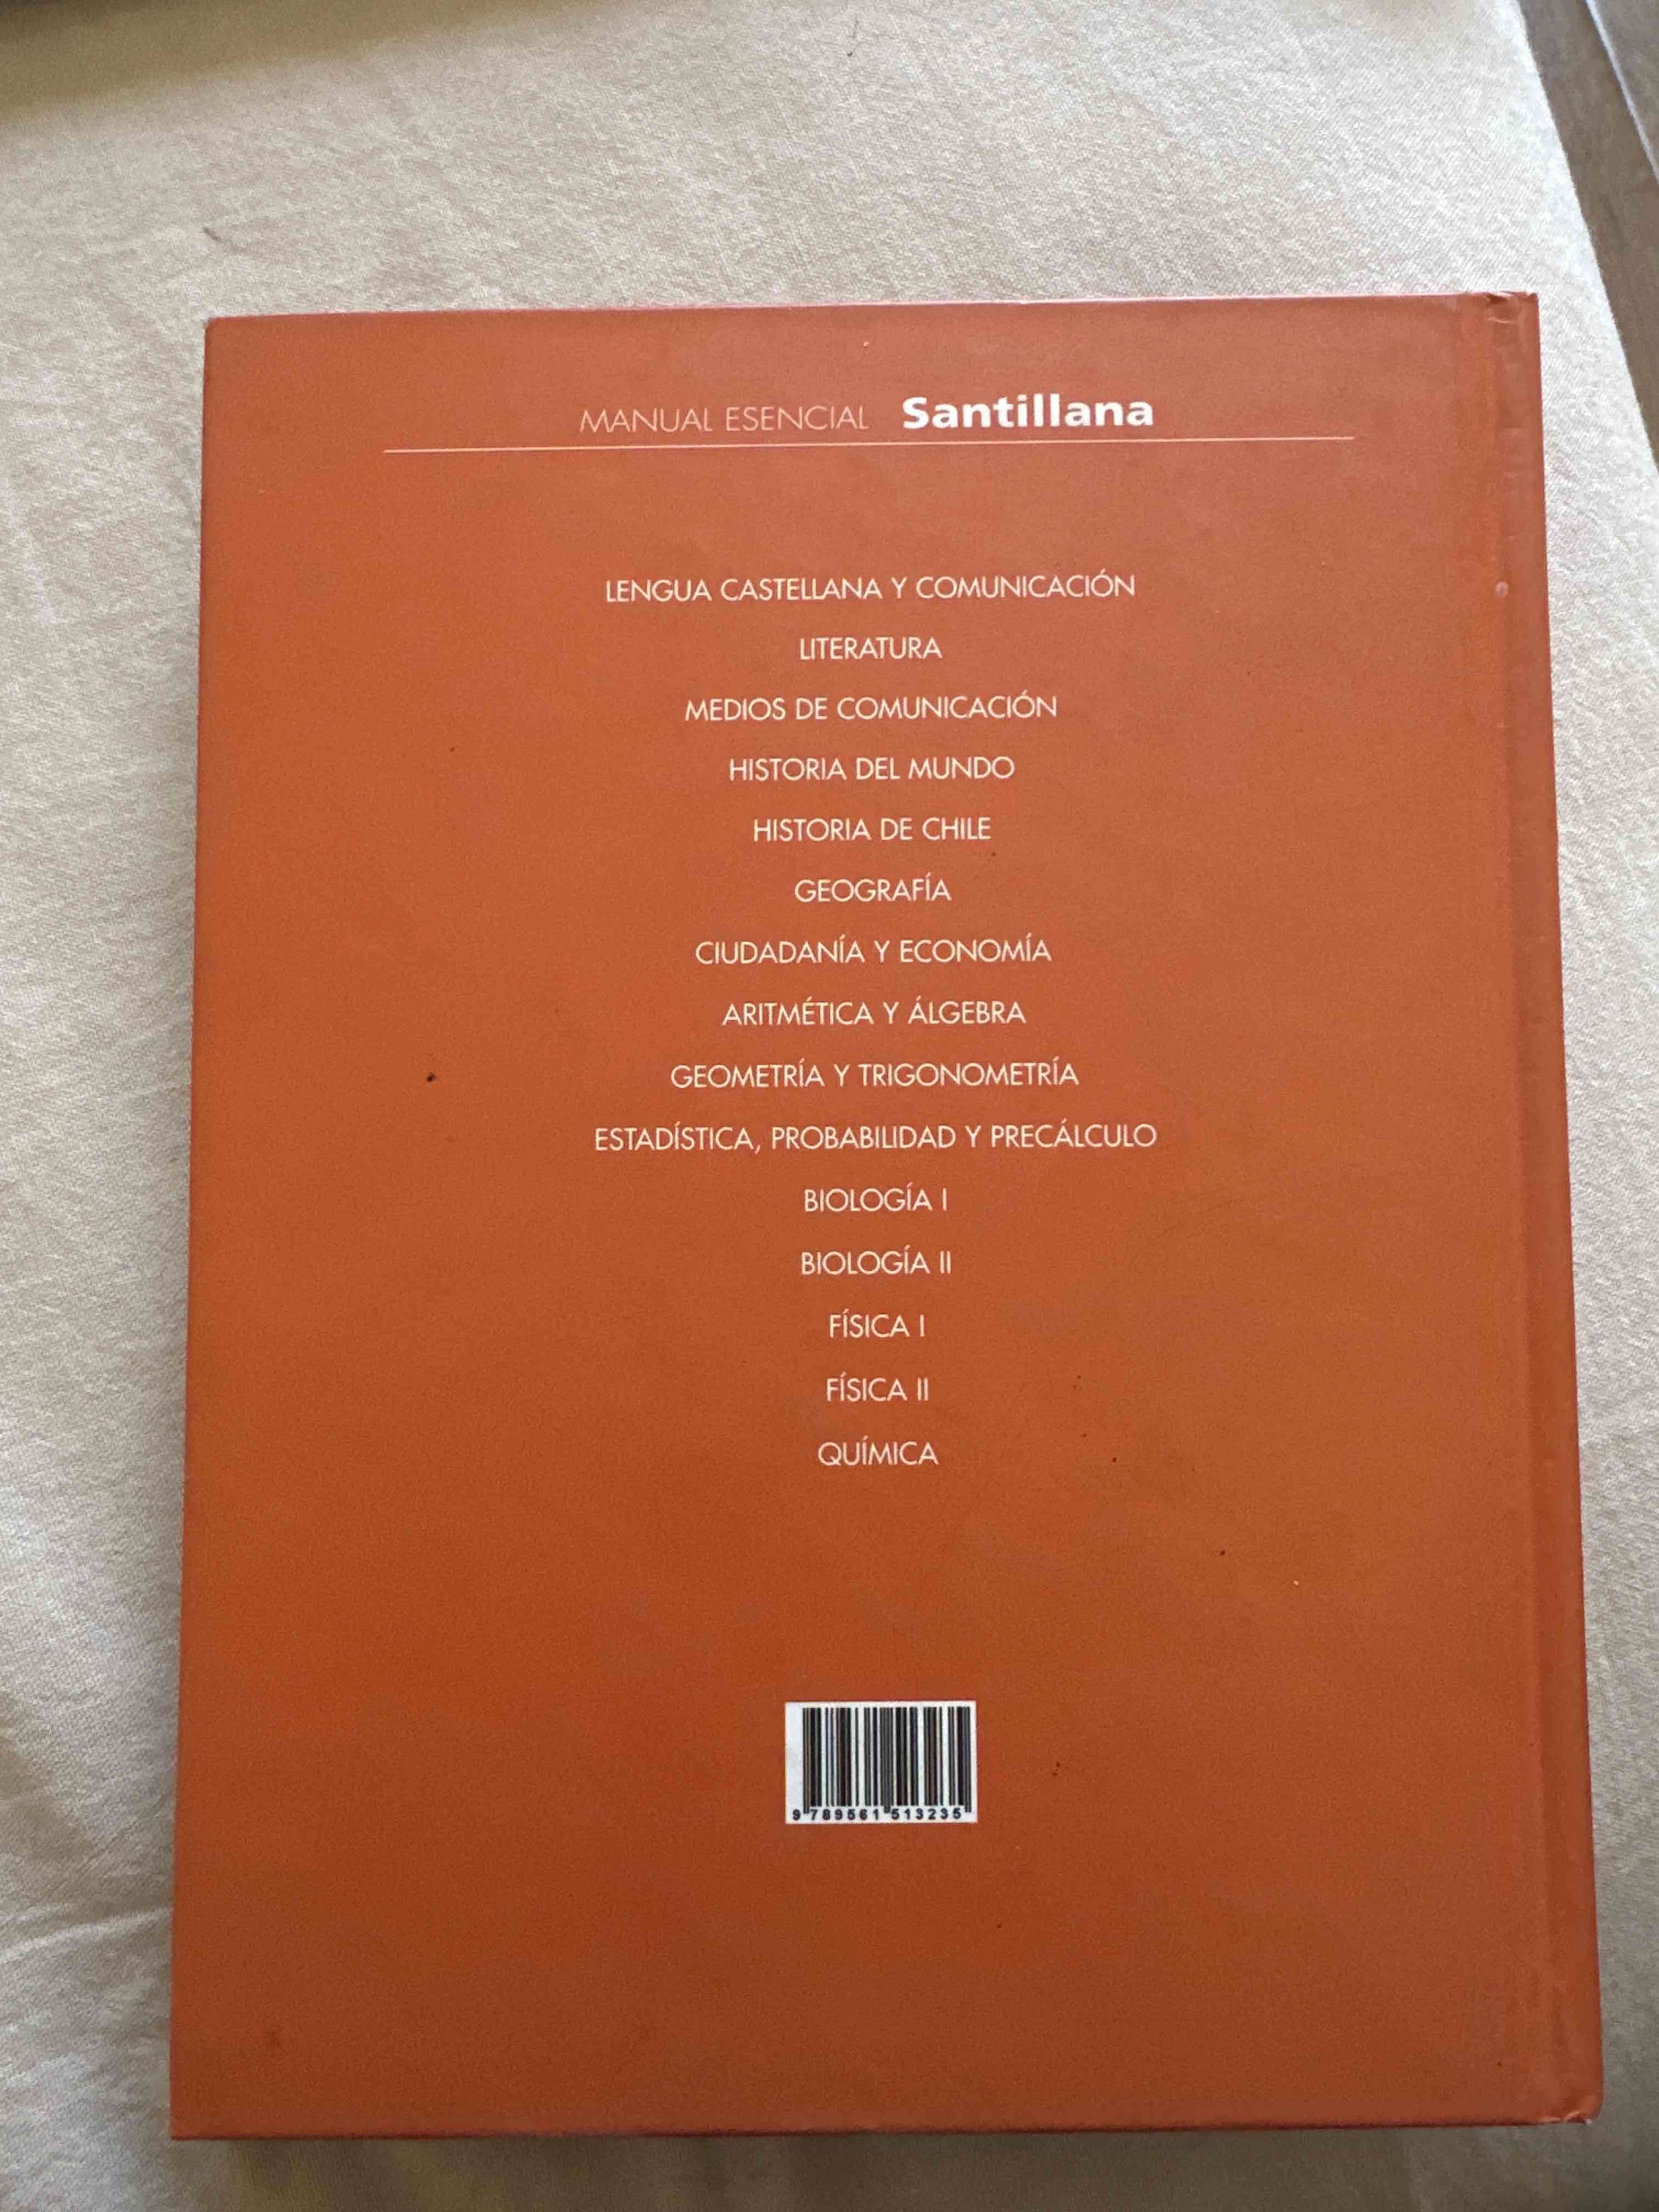 MANUAL ESENCIAL Santillana
LENGUA CASTELLANA Y COMUNICACIÓN
LITERATURA
MEDIOS DE COMUNICACIÓN
HISTORIA DEL MUNDO
HISTORIA DE CHILE
GEOGRAFÍA
CIUDADANÍA Y ECONOMÍA
ARITMÉTICA Y ÁLGEBRA
GEOMETRÍA Y TRIGONOMETRÍA
ESTADÍSTICA, PROBABILIDAD Y PRECÁLCULO
BIOLOGÍA I
BIOLOGÍA II
FÍSICA I
FÍSICA II
QUÍMICA
9 789561 513235